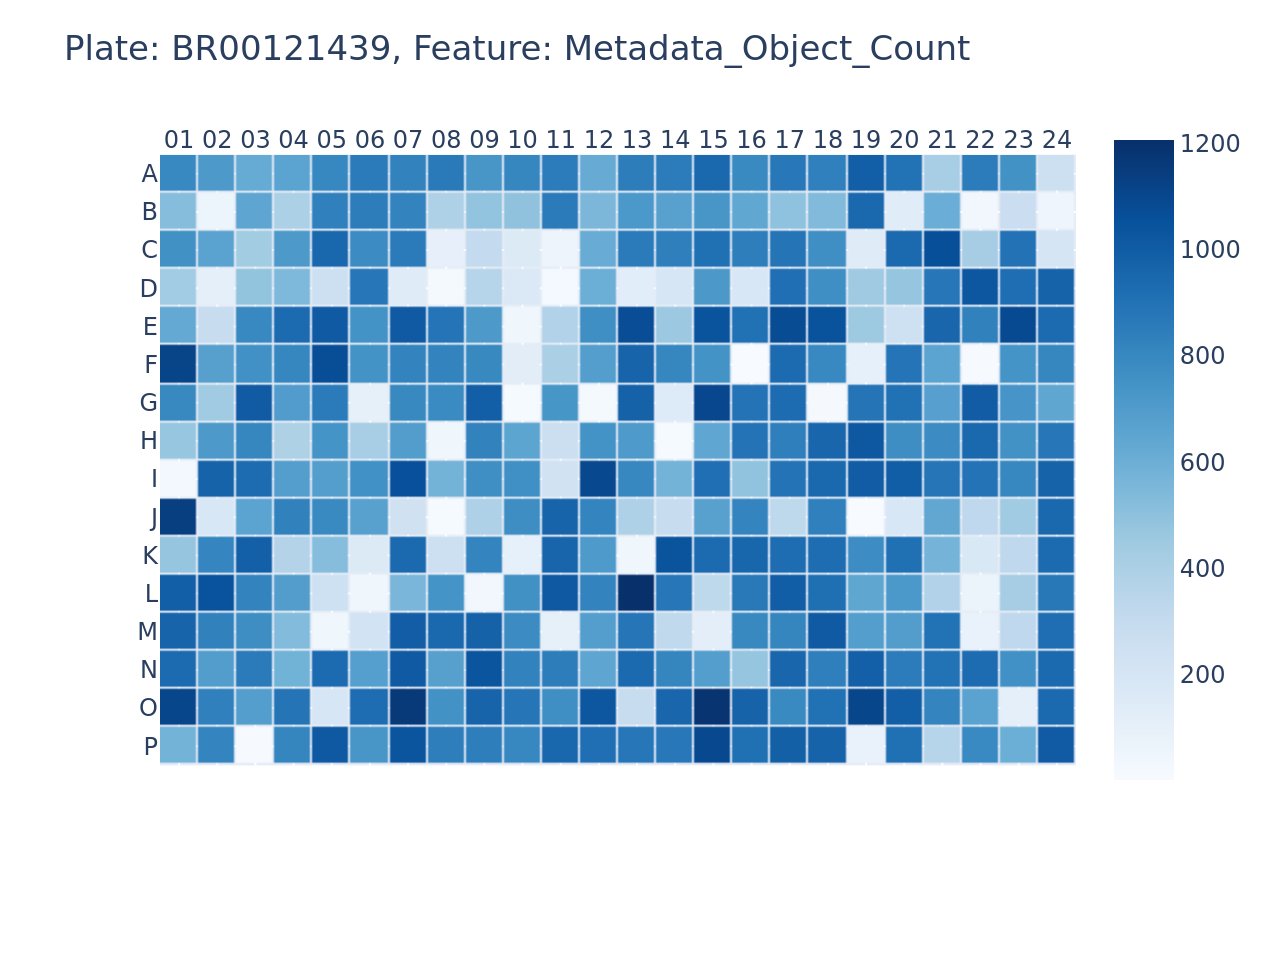 Plate: BR00121439, Feature: Metadata_Object_Count
01 02 03 04 05 06 07 08 09 10 11 12 13 14 15 16 17 18 19 20 21 22 23 24
A
B
C
D
E
F
G
H
I
J
K
L
M
N
O
P
1200
1000
800
600
400
200